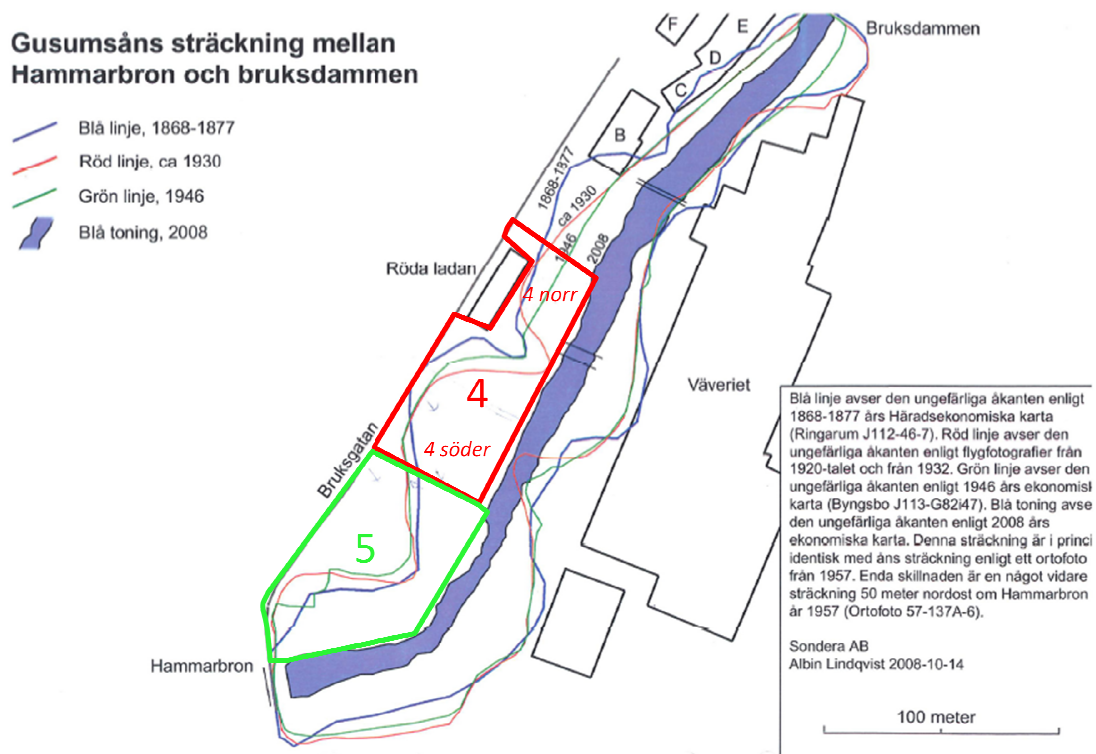 Gusumsåns sträckning mellan
Hammarbron och bruksdammen
Blå linje, 1868-1877
Röd linje, ca 1930
Grön linje, 1946
Blå toning, 2008
Bruksdammen
F
E
D
C
B
1868-1877
ca 1930
1946
2008
Röda ladan
4 norr
4
4 söder
Väveriet
Bruksgatan
5
Hammarbron
Blå linje avser den ungefärliga åkanten enligt
1868-1877 års Häradsekonomiska karta
(Ringarum J112-46-7). Röd linje avser den
ungefärliga åkanten enligt flygfotografier från
1920-talet och från 1932. Grön linje avser den
ungefärliga åkanten enligt 1946 års ekonomisk
karta (Byngsbo J113-G82i47). Blå toning avse
den ungefärliga åkanten enligt 2008 års
ekonomiska karta. Denna sträckning är i princi
identisk med åns sträckning enligt ett ortofoto
från 1957. Enda skillnaden är en något vidare
sträckning 50 meter nordost om Hammarbron
år 1957 (Ortofoto 57-137A-6).
Sondera AB
Albin Lindqvist 2008-10-14
100 meter